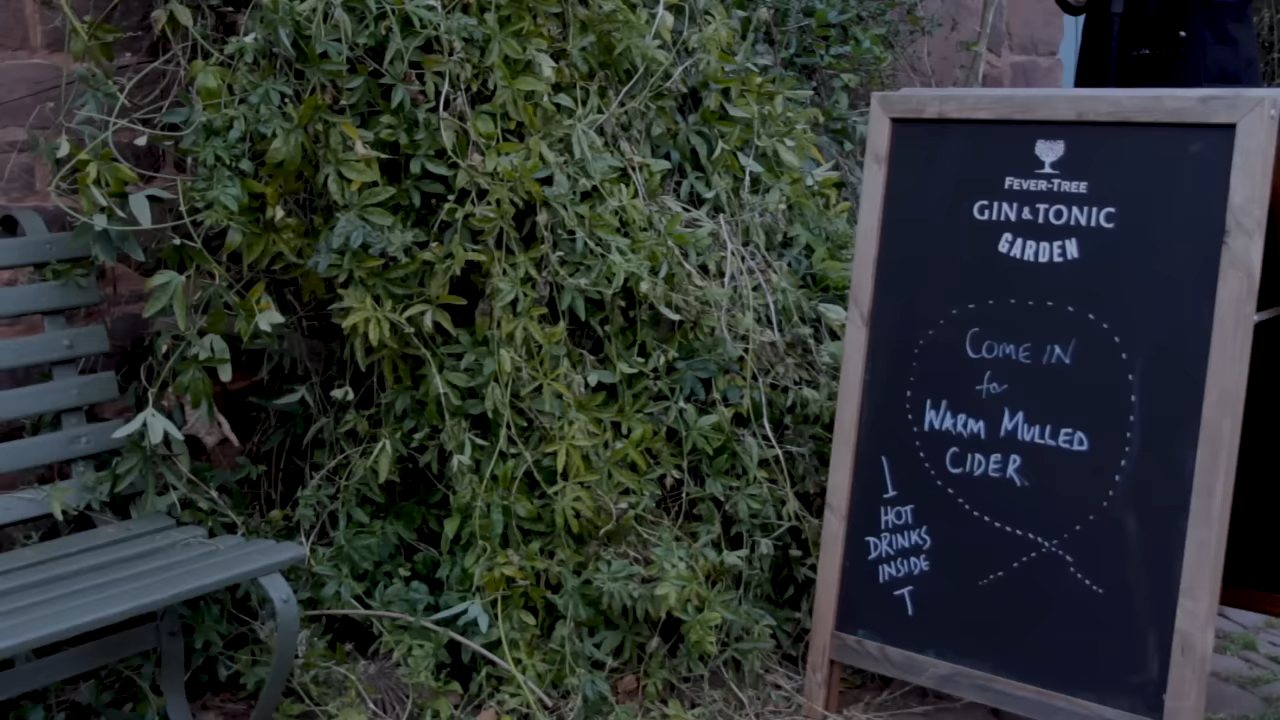 FEVER-TREE
GIN & TONIC
GARDEN
COME IN
for
WARM MULLED
CIDER
HOT
DRINKS
INSIDE